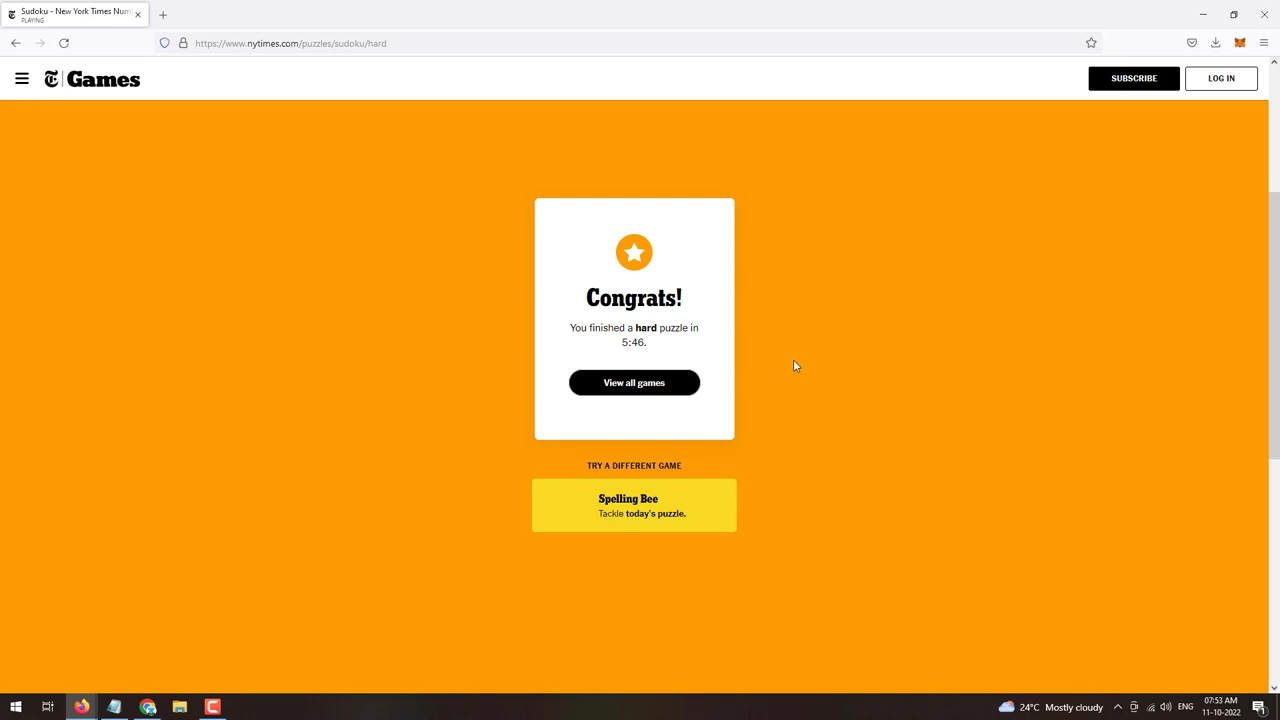 Sudoku - New York Times Num
PLAYING
https://www.nytimes.com/puzzles/sudoku/hard
Games
SUBSCRIBE
LOG IN
Congrats!
You finished a hard puzzle in
5:46.
View all games
TRY A DIFFERENT GAME
Spelling Bee
Tackle today's puzzle.
24°C Mostly cloudy
ENG
07:53 AM
11-10-2022